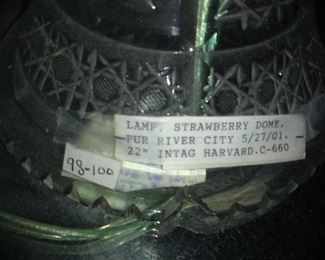 LAMP, STRAWBERRY DOME,
PUR RIVER CITY 5/27/01.
22" INTAG HARVARD.C-660
98-100